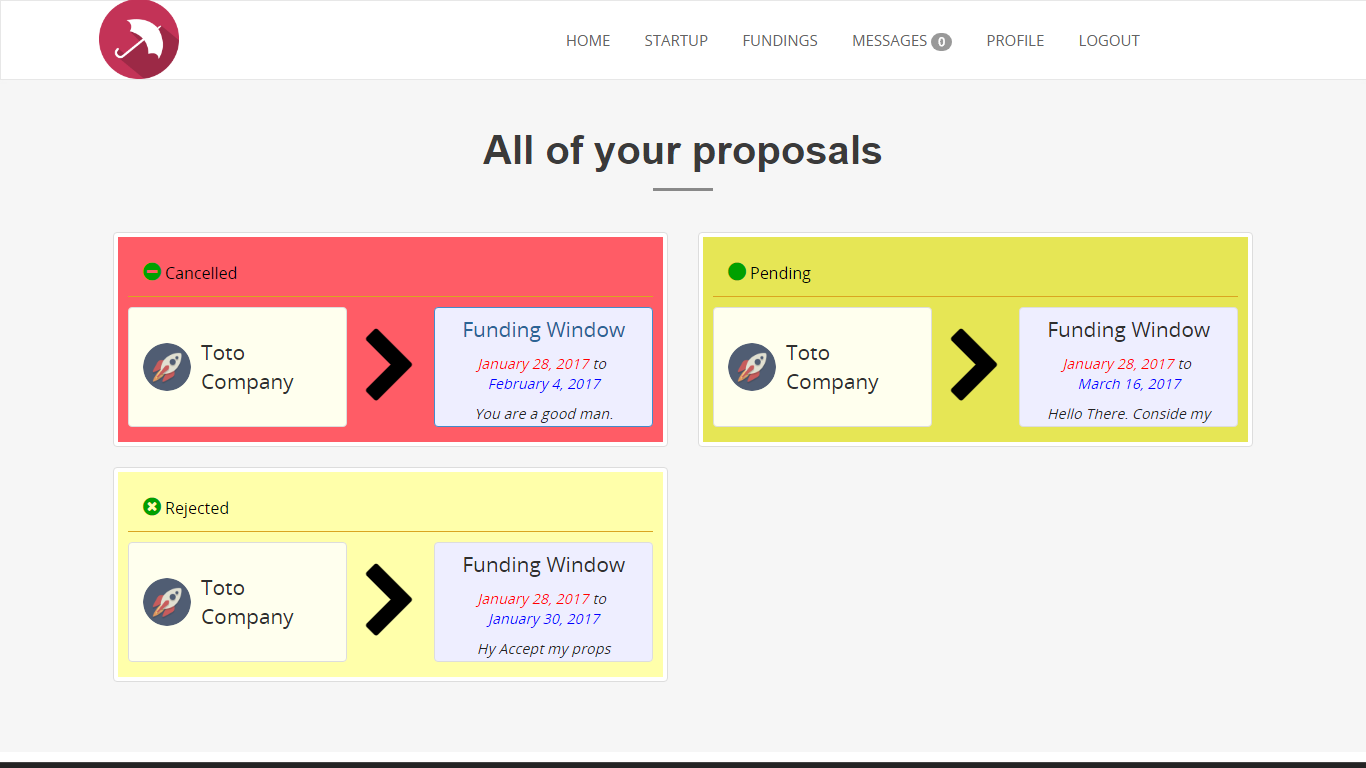 HOME STARTUP FUNDINGS MESSAGES 0 PROFILE LOGOUT
All of your proposals
Cancelled
Toto
Company
Funding Window
January 28, 2017 to
February 4, 2017
You are a good man.
Pending
Toto
Company
Funding Window
January 28, 2017 to
March 16, 2017
Hello There. Conside my
Rejected
Toto
Company
Funding Window
January 28, 2017 to
January 30, 2017
Hy Accept my props